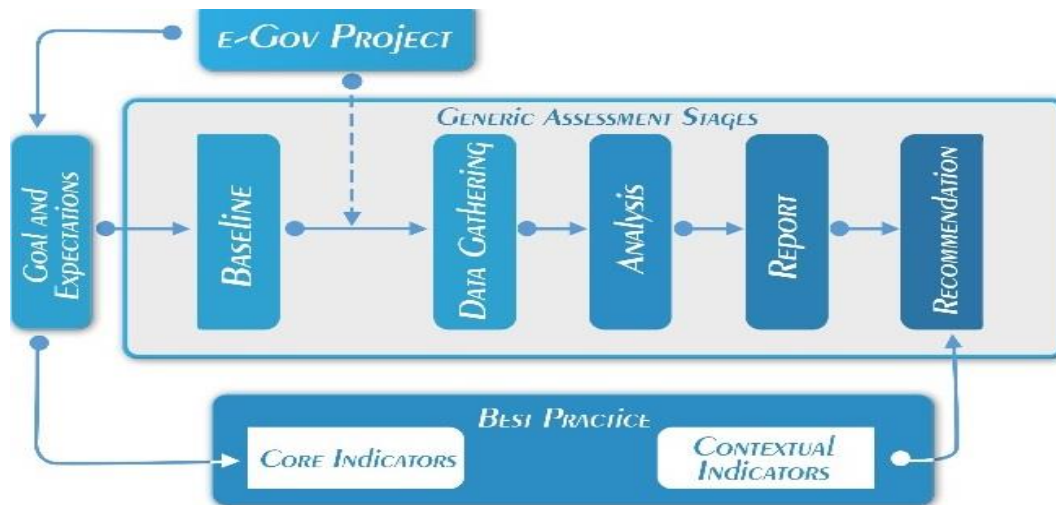 e-Gov Project
Generic Assessment Stages
Goal and
Expectations
Baseline
Data Gathering
Analysis
Report
Recommendation
Best Practice
Core Indicators
Contextual
Indicators